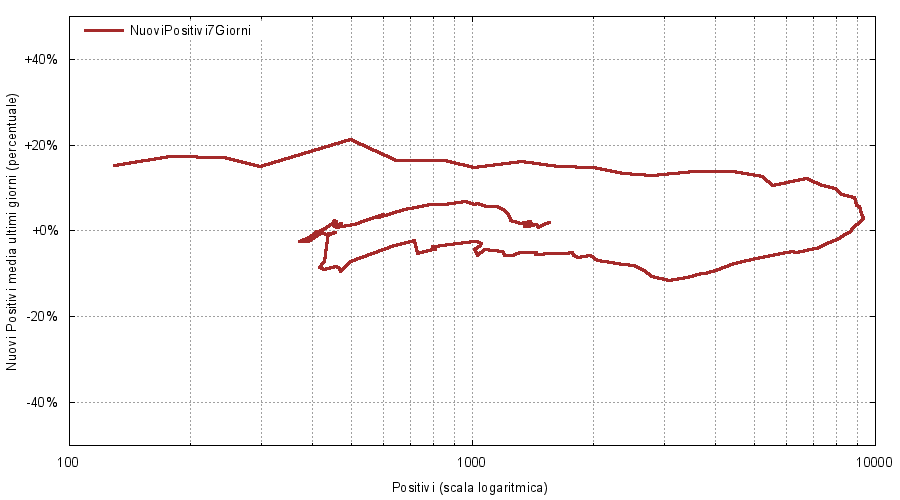 NuoviPositivi7Giorni
+40%
+20%
+0%
-20%
-40%
Nuovi Positivi media ultimi giorni (percentuale)
100
1000
10000
Positivi (scala logaritmica)